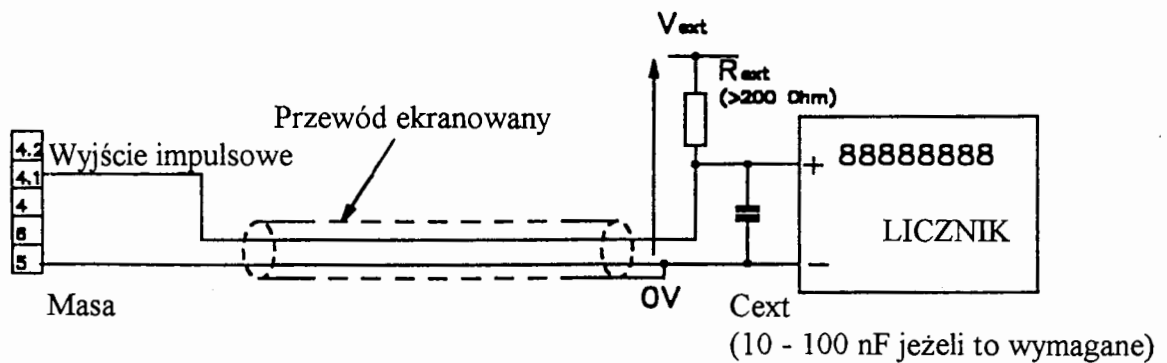 Vext
Rext
(>200 Ohm)
Przewód ekranowany
4.2
Wyjście impulsowe
4.1
4
6
5
+
88888888
LICZNIK
-
Masa
0V
Cext
(10 - 100 nF jeżeli to wymagane)